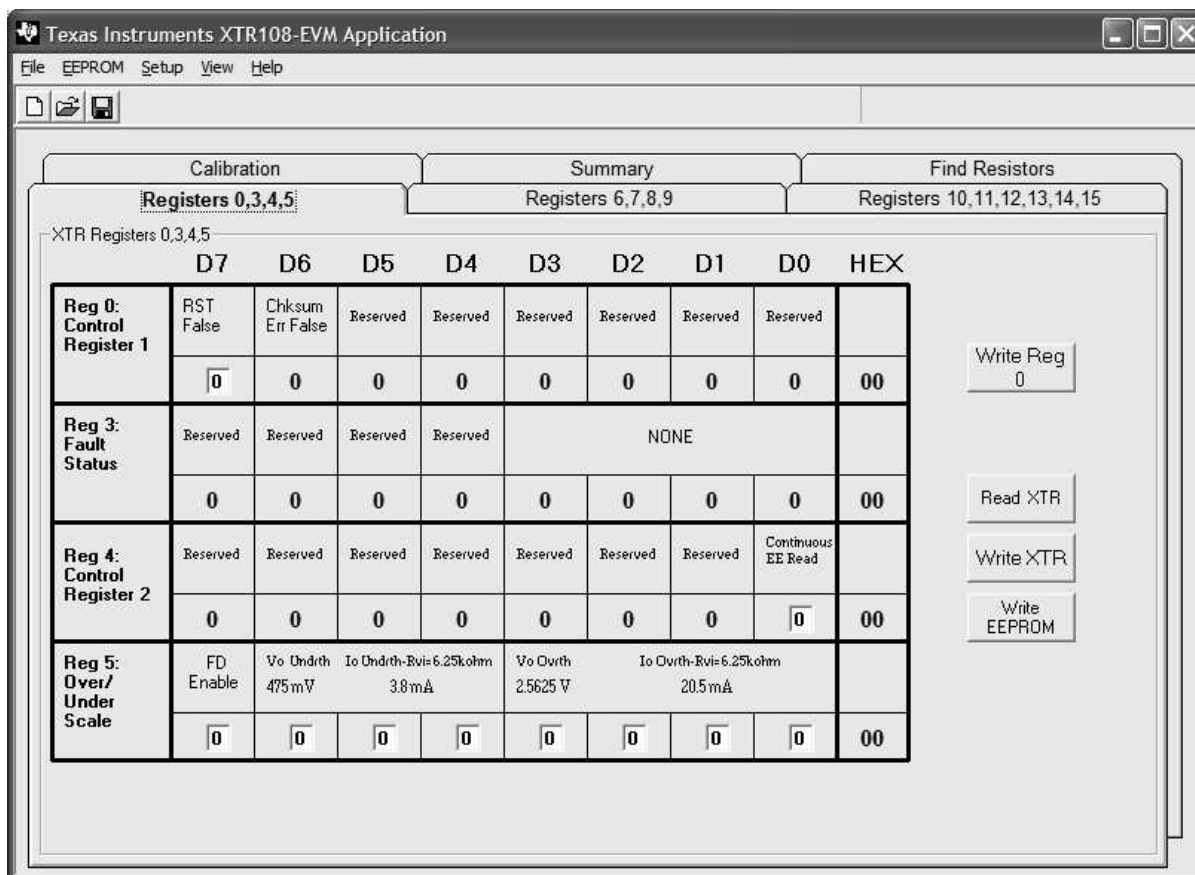 Texas Instruments XTR108-EVM Application
File EEPROM Setup View Help
Calibration Summary Find Resistors
Registers 0,3,4,5 Registers 6,7,8,9 Registers 10,11,12,13,14,15
XTR Registers 0,3,4,5
D7 D6 D5 D4 D3 D2 D1 D0 HEX
Reg 0:
Control
Register 1
RST
False
Chksum
Err False
Reserved Reserved Reserved Reserved Reserved Reserved
0 0 0 0 0 0 0 0 00
Write Reg
0
Reg 3:
Fault
Status
Reserved Reserved Reserved Reserved NONE
0 0 0 0 0 0 0 0 00
Read XTR
Reg 4:
Control
Register 2
Reserved Reserved Reserved Reserved Reserved Reserved Reserved
Continuous
EE Read
0 0 0 0 0 0 0 0 00
Write XTR
Write
EEPROM
Reg 5:
Over/
Under
Scale
FD
Enable
Vo Undrth Io Undrth-Rvi=6.25kohm Vo Ovrth Io Ovrth-Rvi=6.25kohm
475 mV 3.8 mA 2.5625 V 20.5 mA
0 0 0 0 0 0 0 0 00